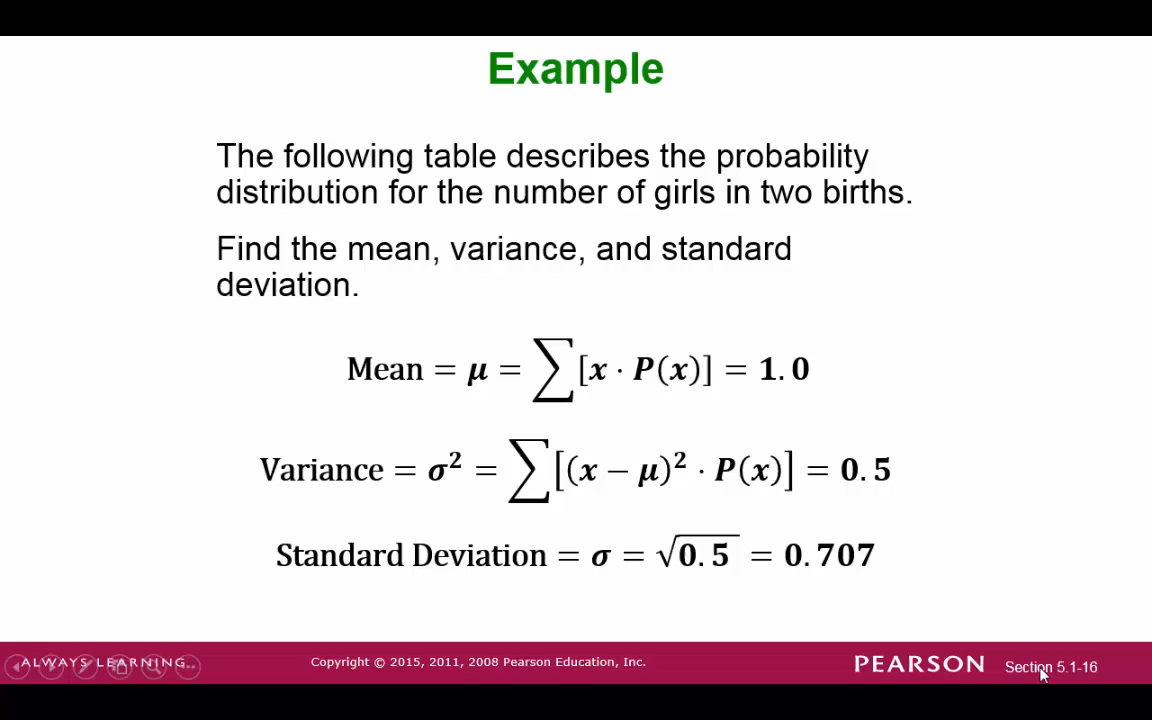 Example
The following table describes the probability
distribution for the number of girls in two births.
Find the mean, variance, and standard
deviation.
Mean = μ = ∑[x · P(x)] = 1.0
Variance = σ² = ∑[(x − μ)² · P(x)] = 0.5
Standard Deviation = σ = √0.5 = 0.707
ALWAYS LEARNING
Copyright © 2015, 2011, 2008 Pearson Education, Inc.
PEARSON
Section 5.1-16